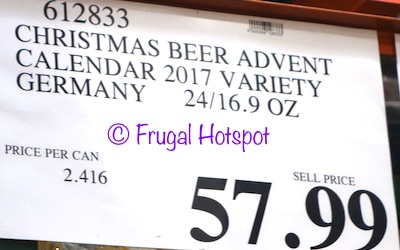 612833
CHRISTMAS BEER ADVENT
CALENDAR 2017 VARIETY
GERMANY 24/16.9 OZ
© Frugal Hotspot
PRICE PER CAN
2.416
SELL PRICE
57.99